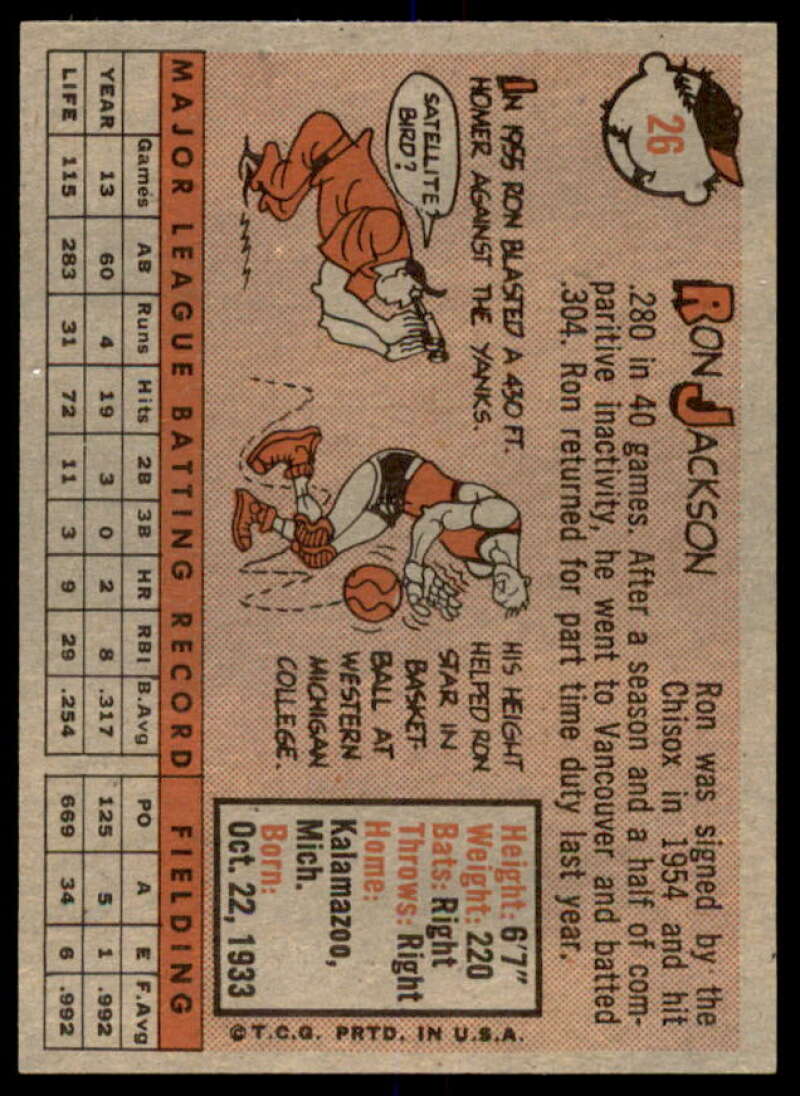 26
RON JACKSON
Ron was signed by the
Chisox in 1954 and hit
.280 in 40 games. After a season and a half of com-
paritive inactivity, he went to Vancouver and batted
.304. Ron returned for part time duty last year.
IN 1955 RON BLASTED A 430 FT.
HOMER AGAINST THE YANKS.
SATELLITE
BIRD?
HIS HEIGHT
HELPED RON
STAR IN
BASKET-
BALL AT
WESTERN
MICHIGAN
COLLEGE.
Height: 6'7"
Weight: 220
Bats: Right
Throws: Right
Home:
Kalamazoo,
Mich.
Born:
Oct. 22, 1933
© T.C.G. PRTD. IN U.S.A.
MAJOR LEAGUE BATTING RECORD FIELDING
Games AB Runs Hits 2B 3B HR RBI B.Avg PO A E F.Avg
YEAR 13 60 4 19 3 0 2 8 .317 125 5 1 .992
LIFE 115 283 31 72 11 3 9 29 .254 669 34 6 .992